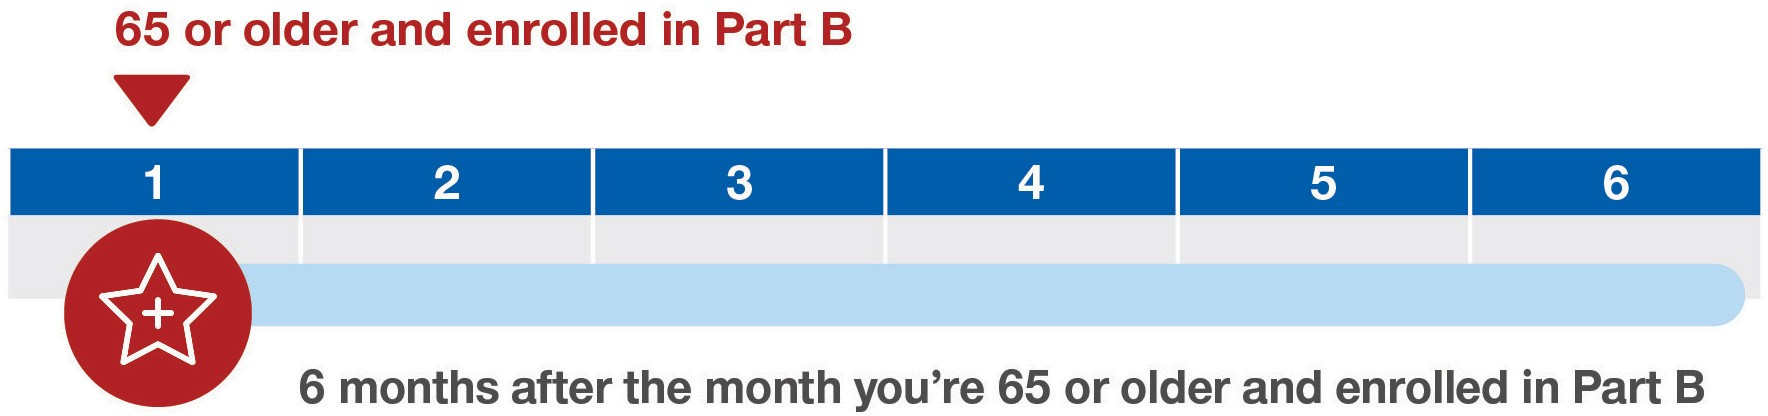 65 or older and enrolled in Part B
1 2 3 4 5 6
+
6 months after the month you’re 65 or older and enrolled in Part B